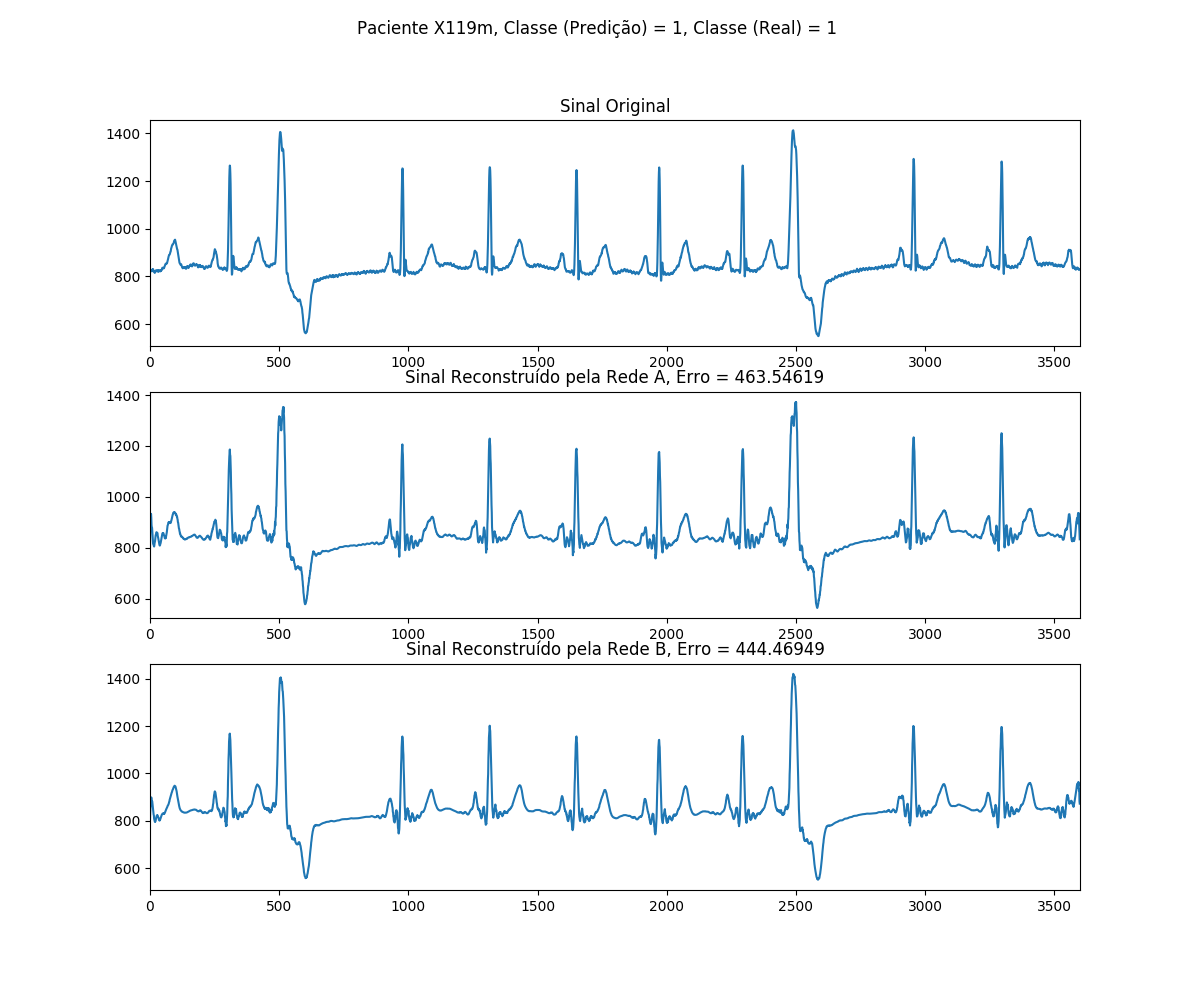 Paciente X119m, Classe (Predição) = 1, Classe (Real) = 1
Sinal Original
1400
1200
1000
800
600
0 500 1000 1500 2000 2500 3000 3500
Sinal Reconstruído pela Rede A, Erro = 463.54619
1400
1200
1000
800
600
0 500 1000 1500 2000 2500 3000 3500
Sinal Reconstruído pela Rede B, Erro = 444.46949
1400
1200
1000
800
600
0 500 1000 1500 2000 2500 3000 3500